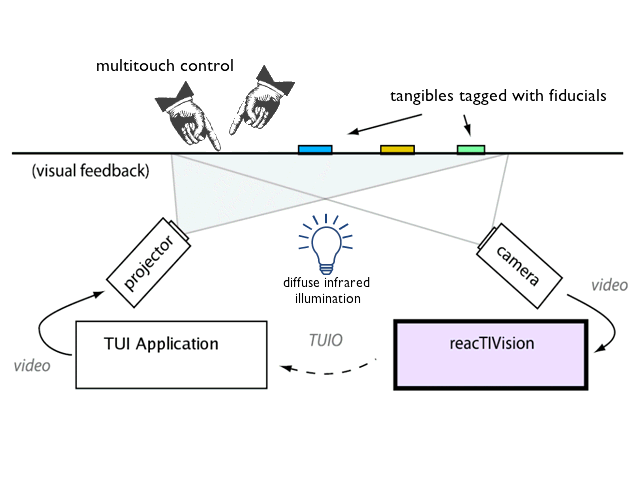 multitouch control
tangibles tagged with fiducials
(visual feedback)
projector
camera
diffuse infrared
illumination
video
TUI Application
TUIO
reacTIVision
video